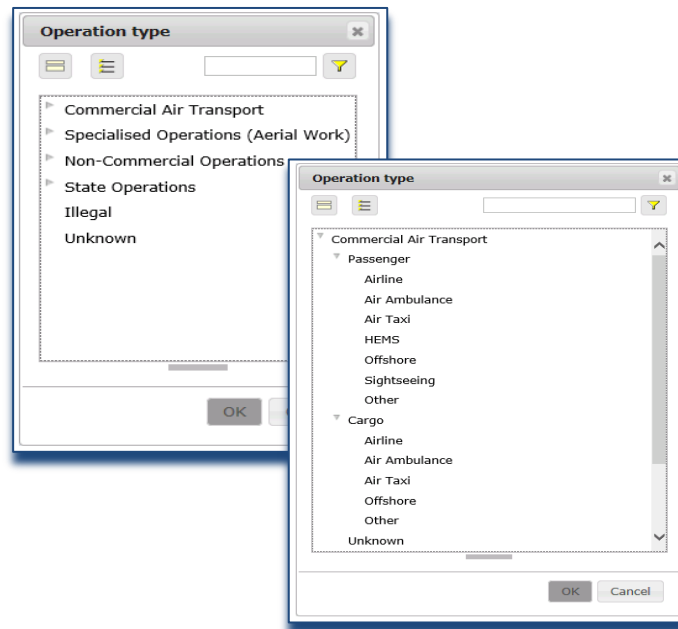 Operation type
Commercial Air Transport
Specialised Operations (Aerial Work)
Non-Commercial Operations
State Operations
Illegal
Unknown
OK
Operation type
Commercial Air Transport
Passenger
Airline
Air Ambulance
Air Taxi
HEMS
Offshore
Sightseeing
Other
Cargo
Airline
Air Ambulance
Air Taxi
Offshore
Other
Unknown
OK Cancel